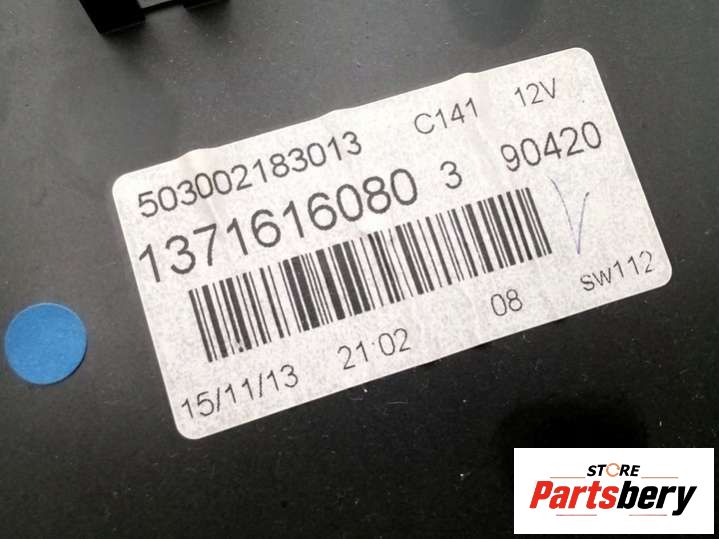 503002183013 C141 12V
1371616080 3 90420
15/11/13 21:02 08 SW112
STORE
Partsbery